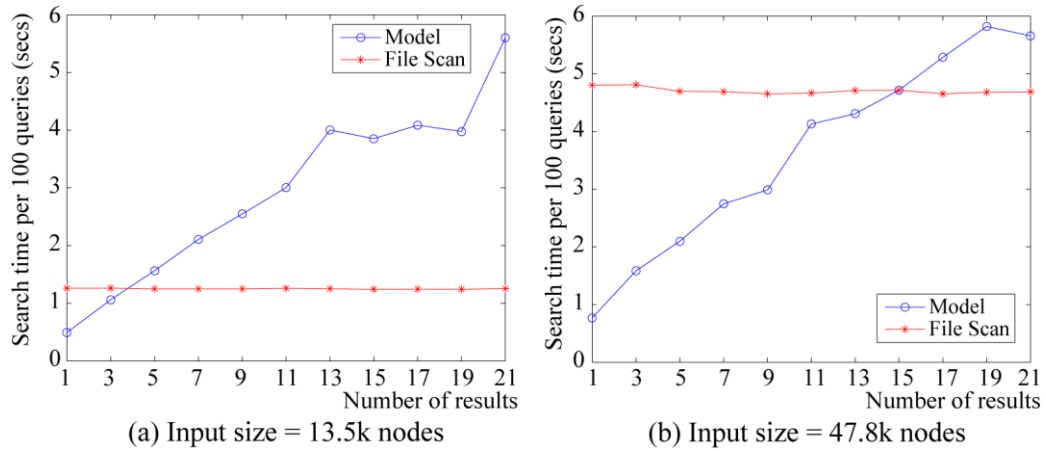 Search time per 100 queries (secs)
6
5
4
3
2
1
0
Model
File Scan
1 3 5 7 9 11 13 15 17 19 21
Number of results
(a) Input size = 13.5k nodes
Search time per 100 queries (secs)
6
5
4
3
2
1
0
Model
File Scan
1 3 5 7 9 11 13 15 17 19 21
Number of results
(b) Input size = 47.8k nodes